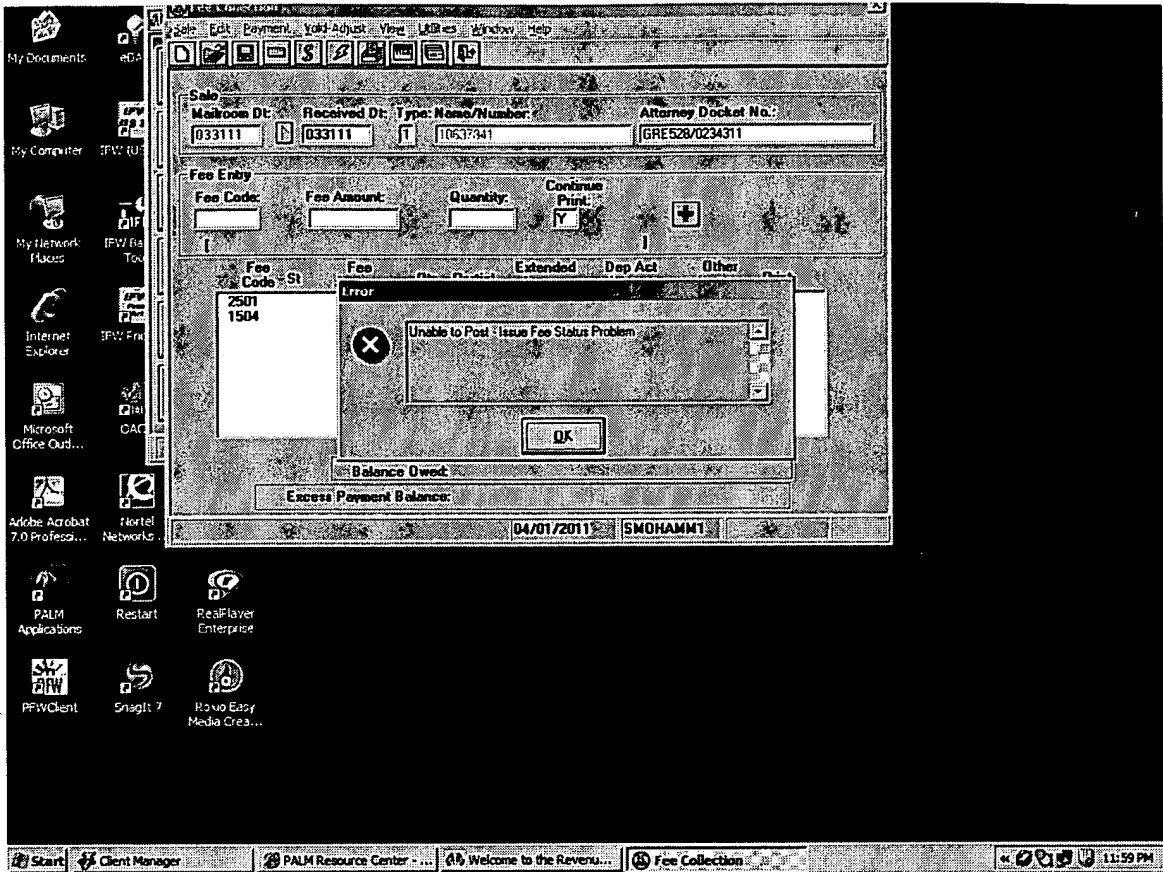 Sale Edit Payment Void-Adjust View Utilities Window Help
My Documents
Sale
Mailroom Dt: Received Dt: Type: Name/Number: Attorney Docket No.:
033111 033111 1 10637341 GRE528/0234311
My Computer
Fee Entry
Fee Code: Fee Amount: Quantity: Continue
Print:
Y
My Network
Places
Fee Fee Extended Dep Act Other
Code St
Error
2501
1504
Unable to Post - Issue Fee Status Problem
Internet
Explorer
OK
Microsoft
Office Outl...
Balance Owed:
Excess Payment Balance:
Adobe Acrobat
7.0 Professi...
Nortel
Networks
04/01/2011 SMOHAMM1
PALM
Applications
Restart
RealPlayer
Enterprise
PFWClient
SnagIt 7
Roxio Easy
Media Crea...
Start Client Manager PALM Resource Center - ... Welcome to the Revenu... Fee Collection « 11:59 PM